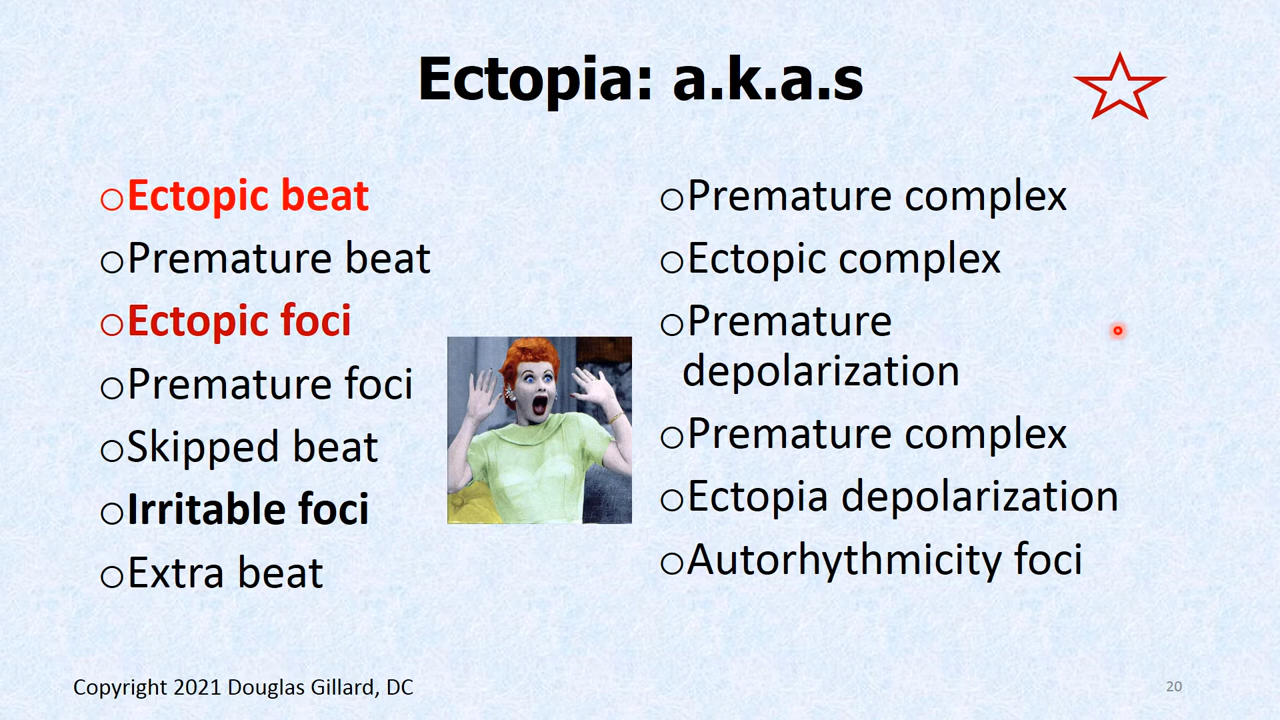 Ectopia: a.k.a.s
○Ectopic beat
○Premature beat
○Ectopic foci
○Premature foci
○Skipped beat
○Irritable foci
○Extra beat
○Premature complex
○Ectopic complex
○Premature
depolarization
○Premature complex
○Ectopia depolarization
○Autorhythmicity foci
Copyright 2021 Douglas Gillard, DC
20